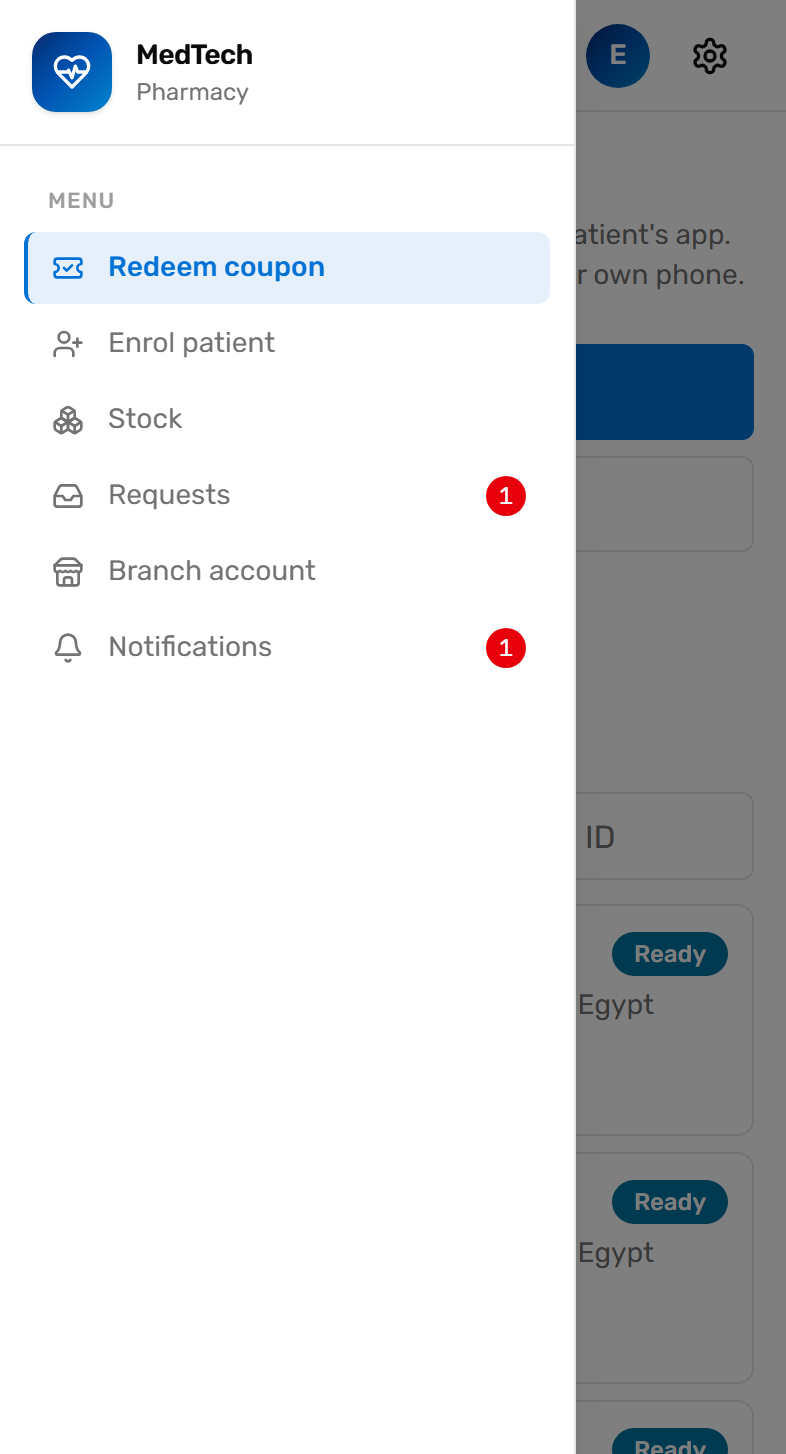 MedTech
Pharmacy
E
MENU
Redeem coupon
Enrol patient
Stock
Requests 1
Branch account
Notifications 1
app.
own phone.
ID
Ready
Egypt
Ready
Egypt
Ready